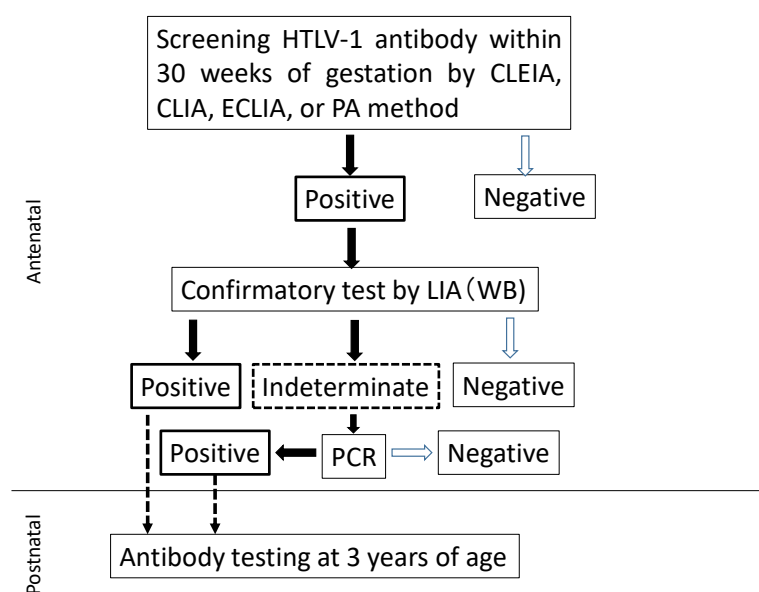 Screening HTLV-1 antibody within
30 weeks of gestation by CLEIA,
CLIA, ECLIA, or PA method
Positive
Negative
Antenatal
Confirmatory test by LIA（WB)
Positive
Indeterminate
Negative
Positive
PCR
Negative
Postnatal
Antibody testing at 3 years of age